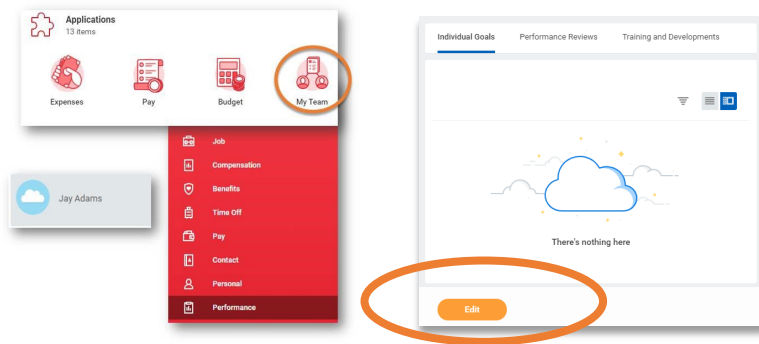 Applications
13 items
Expenses
Pay
Budget
My Team
Jay Adams
Job
Compensation
Benefits
Time Off
Pay
Contact
Personal
Performance
Individual Goals
Performance Reviews
Training and Developments
There's nothing here
Edit